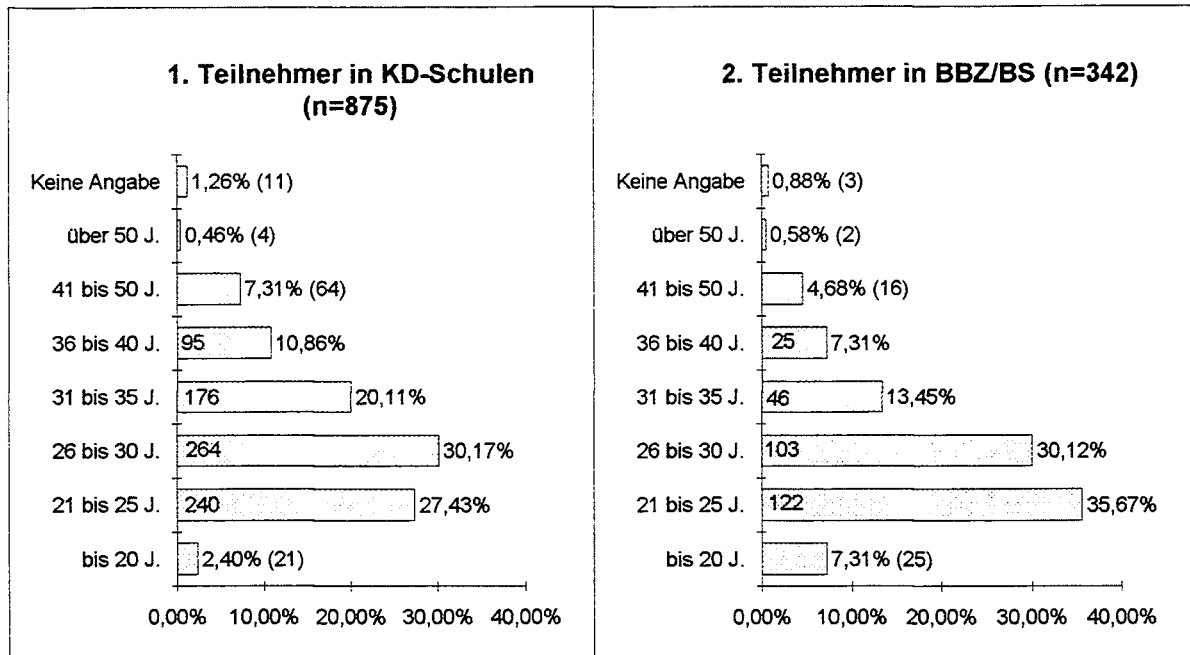 1. Teilnehmer in KD-Schulen
(n=875)
Keine Angabe 1,26% (11)
über 50 J. 0,46% (4)
41 bis 50 J. 7,31% (64)
36 bis 40 J. 95 10,86%
31 bis 35 J. 176 20,11%
26 bis 30 J. 264 30,17%
21 bis 25 J. 240 27,43%
bis 20 J. 2,40% (21)
0,00% 10,00% 20,00% 30,00% 40,00%
2. Teilnehmer in BBZ/BS (n=342)
Keine Angabe 0,88% (3)
über 50 J. 0,58% (2)
41 bis 50 J. 4,68% (16)
36 bis 40 J. 25 7,31%
31 bis 35 J. 46 13,45%
26 bis 30 J. 103 30,12%
21 bis 25 J. 122 35,67%
bis 20 J. 7,31% (25)
0,00% 10,00% 20,00% 30,00% 40,00%